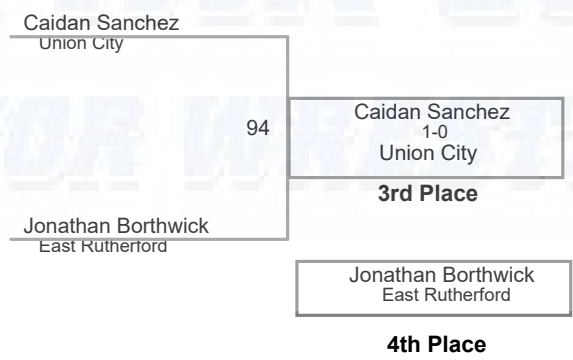 Caidan Sanchez
Union City
94
Caidan Sanchez
1-0
Union City
3rd Place
Jonathan Borthwick
East Rutherford
Jonathan Borthwick
East Rutherford
4th Place